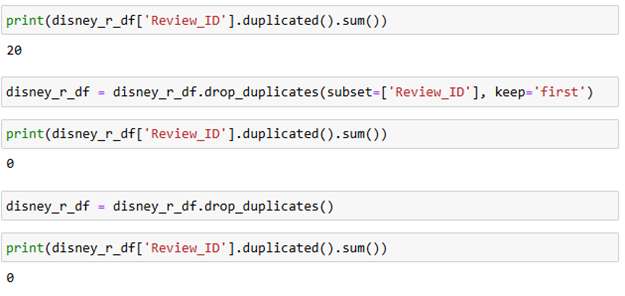 print(disney_r_df['Review_ID'].duplicated().sum())
20
disney_r_df = disney_r_df.drop_duplicates(subset=['Review_ID'], keep='first')
print(disney_r_df['Review_ID'].duplicated().sum())
0
disney_r_df = disney_r_df.drop_duplicates()
print(disney_r_df['Review_ID'].duplicated().sum())
0